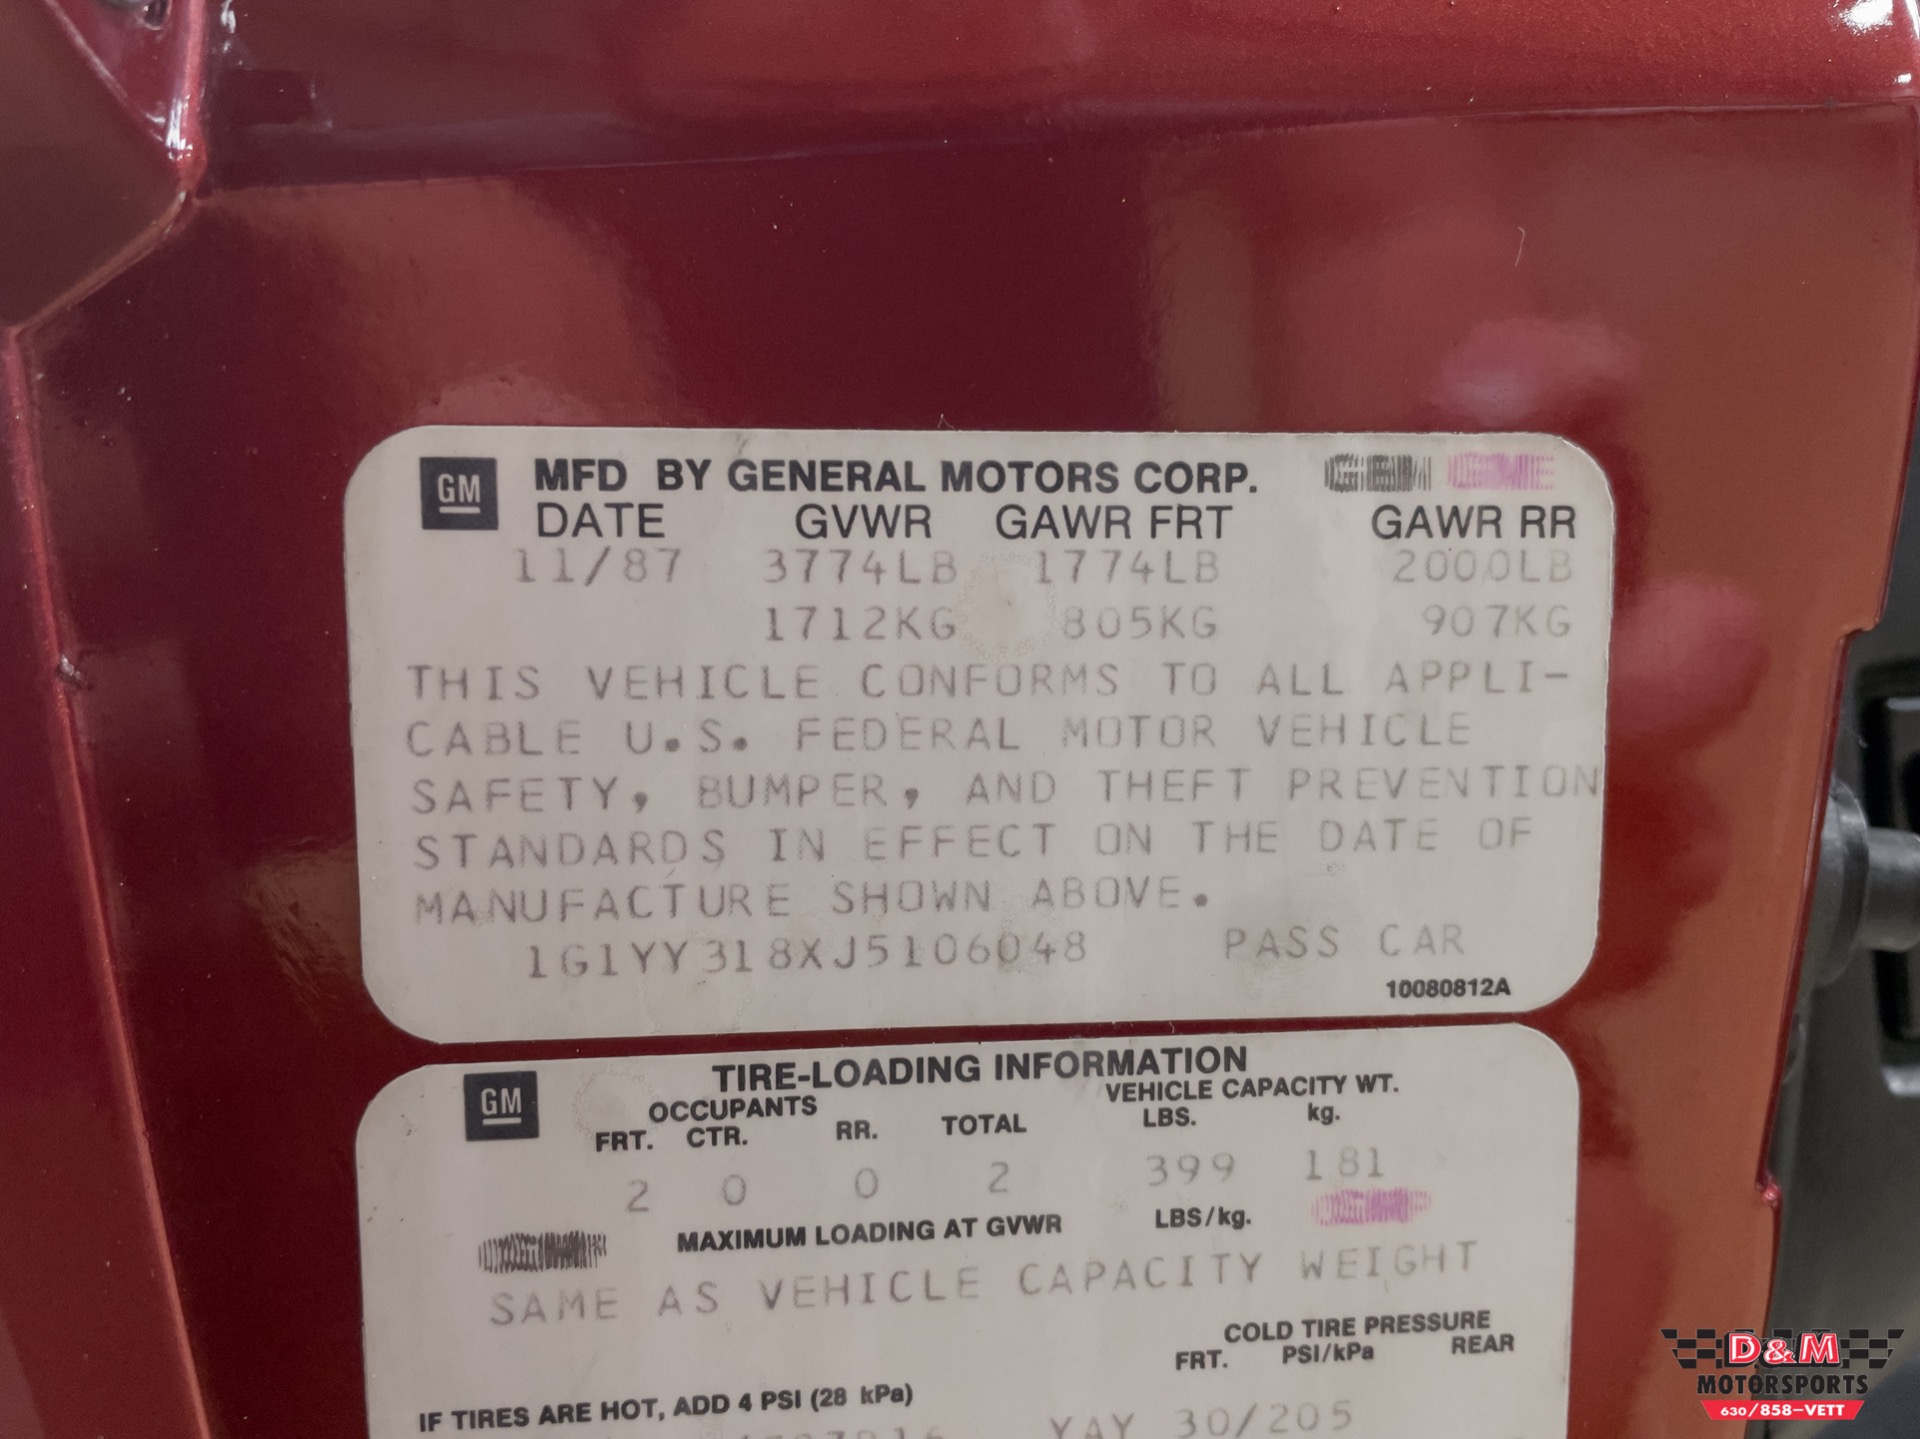 GM MFD BY GENERAL MOTORS CORP.
DATE GVWR GAWR FRT GAWR RR
11/87 3774LB 1774LB 2000LB
1712KG 805KG 907KG
THIS VEHICLE CONFORMS TO ALL APPLI-
CABLE U.S. FEDERAL MOTOR VEHICLE
SAFETY, BUMPER, AND THEFT PREVENTION
STANDARDS IN EFFECT ON THE DATE OF
MANUFACTURE SHOWN ABOVE.
1G1YY318XJ5106048 PASS CAR
10080812A
GM TIRE-LOADING INFORMATION
OCCUPANTS VEHICLE CAPACITY WT.
FRT. CTR. RR. TOTAL LBS. kg.
2 0 0 2 399 181
MAXIMUM LOADING AT GVWR LBS/kg.
SAME AS VEHICLE CAPACITY WEIGHT
COLD TIRE PRESSURE
FRT. PSI/kPa REAR
IF TIRES ARE HOT, ADD 4 PSI (28 kPa)
YAY 30/205
D&M
MOTORSPORTS
630/858-VETT